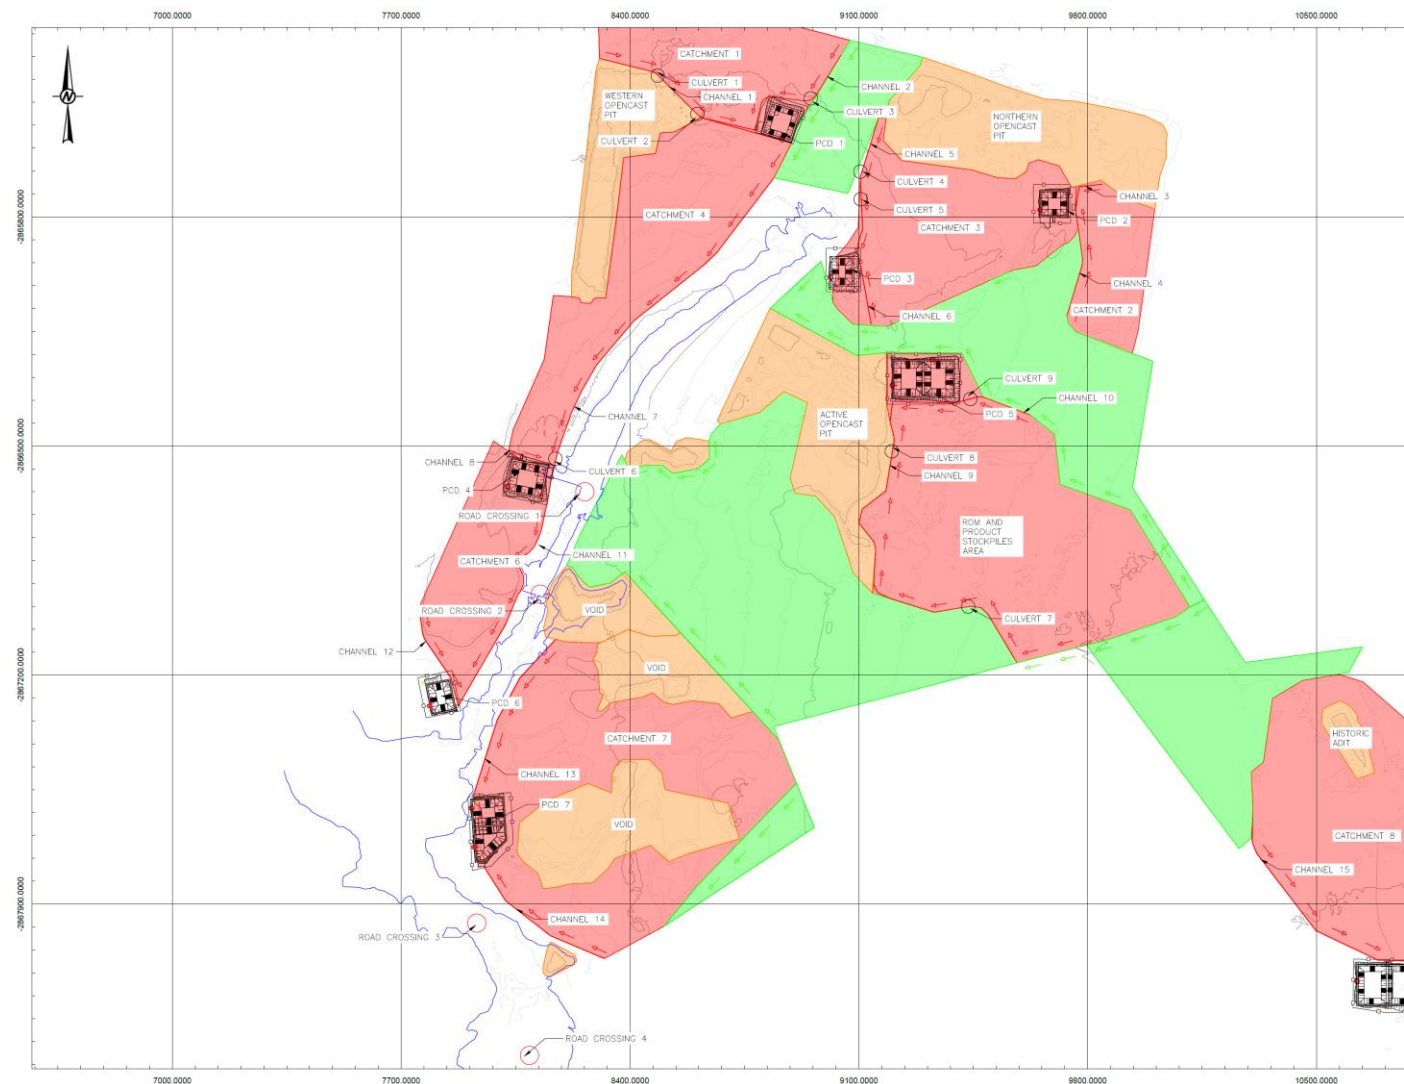 7000.0000 7700.0000 8400.0000 9100.0000 9800.0000 10500.0000
N
CATCHMENT 1
CULVERT 1
CHANNEL 1
WESTERN
OPENCAST
PIT
CULVERT 2
CHANNEL 2
CULVERT 3
PCD 1
NORTHERN
OPENCAST
PIT
CHANNEL 5
CULVERT 4
CULVERT 5
CHANNEL 3
PCD 2
CATCHMENT 4
CATCHMENT 3
PCD 3
CHANNEL 4
CATCHMENT 2
CHANNEL 6
CULVERT 9
CHANNEL 10
PCD 5
CHANNEL 7
ACTIVE
OPENCAST
PIT
CULVERT 8
CHANNEL 9
CHANNEL 8
CULVERT 6
PCD 4
ROAD CROSSING 1
ROM AND
PRODUCT
STOCKPILES
AREA
CHANNEL 11
CATCHMENT 6
ROAD CROSSING 2
VOID
CULVERT 7
CHANNEL 12
VOID
PCD 6
CATCHMENT 7
HISTORIC
ADIT
CHANNEL 13
PCD 7
VOID
CATCHMENT 8
CHANNEL 15
CHANNEL 14
ROAD CROSSING 3
ROAD CROSSING 4
-2865800.0000
-2866500.0000
-2867200.0000
-2867900.0000
7000.0000 7700.0000 8400.0000 9100.0000 9800.0000 10500.0000